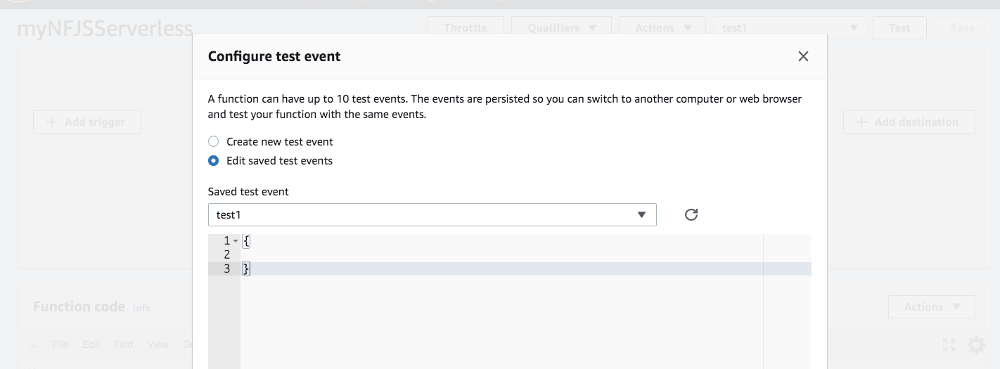 myNFJSServerless
Throttle
Qualifiers
Actions
test1
Test
Save
Configure test event
A function can have up to 10 test events. The events are persisted so you can switch to another computer or web browser
and test your function with the same events.
Add trigger
Add destination
Create new test event
Edit saved test events
Saved test event
test1
1 {
2
3 }
Function code Info
Actions
File Edit Find View